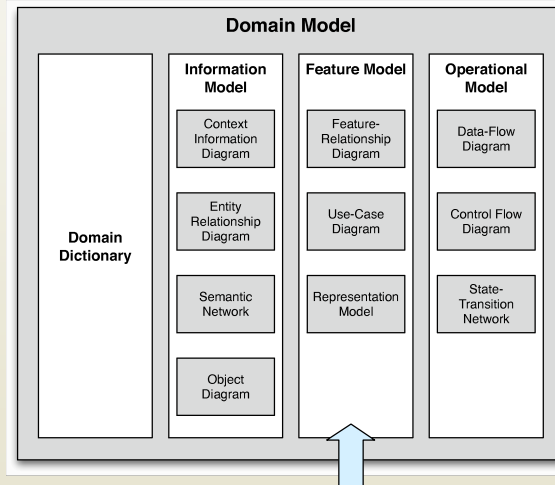 Domain Model
Domain
Dictionary
Information
Model
Context
Information
Diagram
Entity
Relationship
Diagram
Semantic
Network
Object
Diagram
Feature Model
Feature-
Relationship
Diagram
Use-Case
Diagram
Representation
Model
Operational
Model
Data-Flow
Diagram
Control Flow
Diagram
State-
Transition
Network